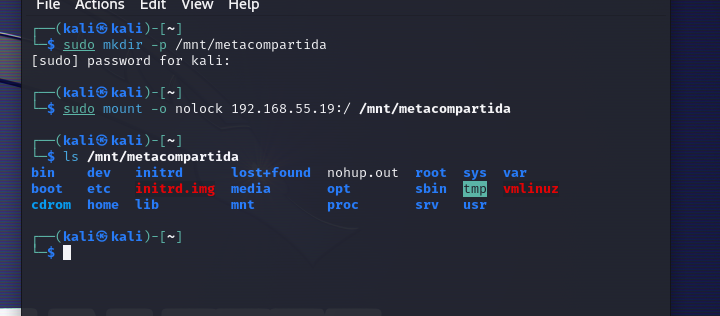 File Actions Edit View Help
┌──(kali㉿kali)-[~]
└─$ sudo mkdir -p /mnt/metacompartida
[sudo] password for kali:
┌──(kali㉿kali)-[~]
└─$ sudo mount -o nolock 192.168.55.19:/ /mnt/metacompartida
┌──(kali㉿kali)-[~]
└─$ ls /mnt/metacompartida
bin dev initrd lost+found nohup.out root sys var
boot etc initrd.img media opt sbin tmp vmlinuz
cdrom home lib mnt proc srv usr
┌──(kali㉿kali)-[~]
└─$